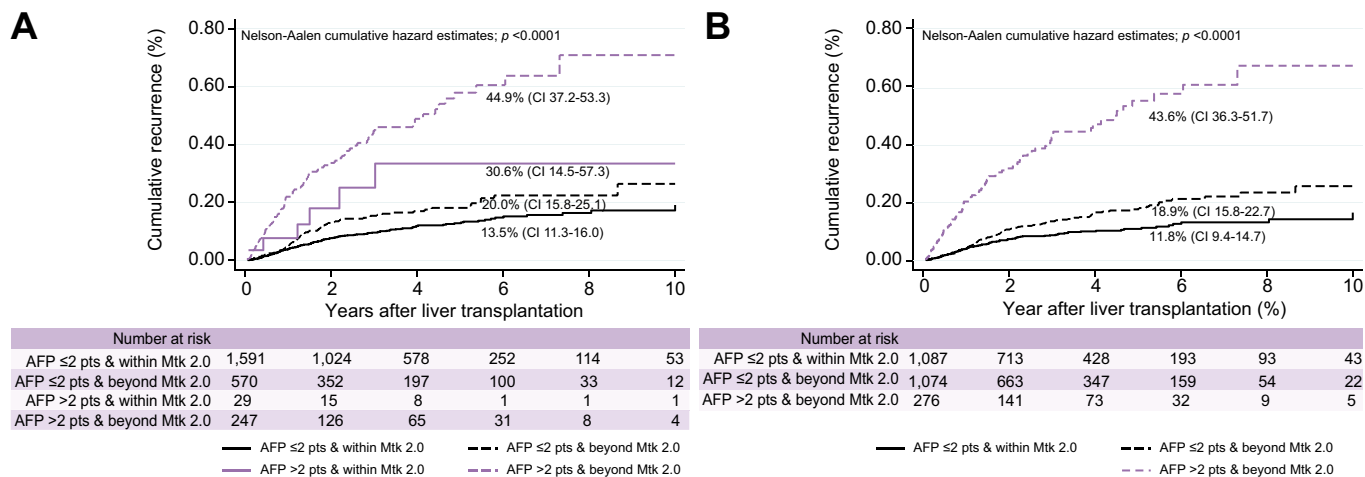 A
Cumulative recurrence (%)
0.80
0.60
0.40
0.20
0.00
Nelson-Aalen cumulative hazard estimates; p <0.0001
44.9% (CI 37.2-53.3)
30.6% (CI 14.5-57.3)
20.0% (CI 15.8-25.1)
13.5% (CI 11.3-16.0)
0 2 4 6 8 10
Years after liver transplantation
Number at risk
AFP ≤2 pts & within Mtk 2.0 1,591 1,024 578 252 114 53
AFP ≤2 pts & beyond Mtk 2.0 570 352 197 100 33 12
AFP >2 pts & within Mtk 2.0 29 15 8 1 1 1
AFP >2 pts & beyond Mtk 2.0 247 126 65 31 8 4
AFP ≤2 pts & within Mtk 2.0 AFP ≤2 pts & beyond Mtk 2.0
AFP >2 pts & within Mtk 2.0 AFP >2 pts & beyond Mtk 2.0
B
Cumulative recurrence (%)
0.80
0.60
0.40
0.20
0.00
Nelson-Aalen cumulative hazard estimates; p <0.0001
43.6% (CI 36.3-51.7)
18.9% (CI 15.8-22.7)
11.8% (CI 9.4-14.7)
0 2 4 6 8 10
Year after liver transplantation (%)
Number at risk
AFP ≤2 pts & within Mtk 2.0 1,087 713 428 193 93 43
AFP ≤2 pts & beyond Mtk 2.0 1,074 663 347 159 54 22
AFP >2 pts & beyond Mtk 2.0 276 141 73 32 9 5
AFP ≤2 pts & within Mtk 2.0 AFP ≤2 pts & beyond Mtk 2.0
AFP >2 pts & beyond Mtk 2.0